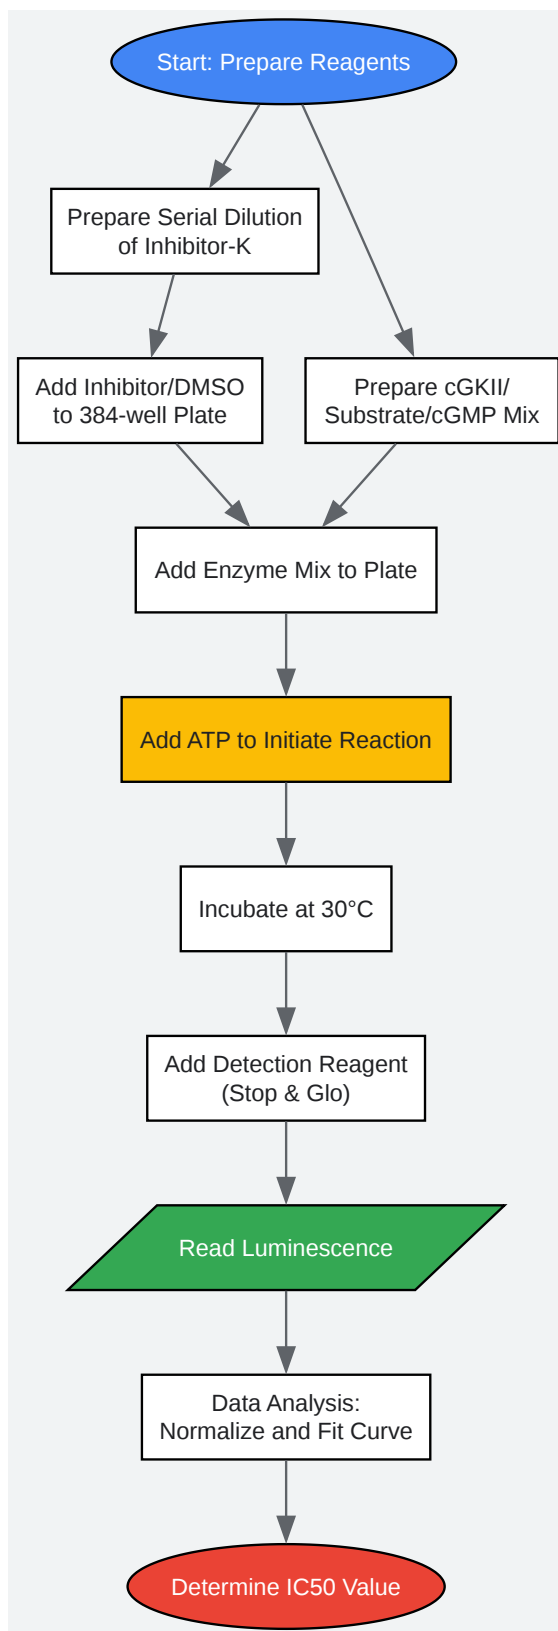 Start: Prepare Reagents
Prepare Serial Dilution
of Inhibitor-K
Add Inhibitor/DMSO
to 384-well Plate
Prepare cGKII/
Substrate/cGMP Mix
Add Enzyme Mix to Plate
Add ATP to Initiate Reaction
Incubate at 30°C
Add Detection Reagent
(Stop & Glo)
Read Luminescence
Data Analysis:
Normalize and Fit Curve
Determine IC50 Value